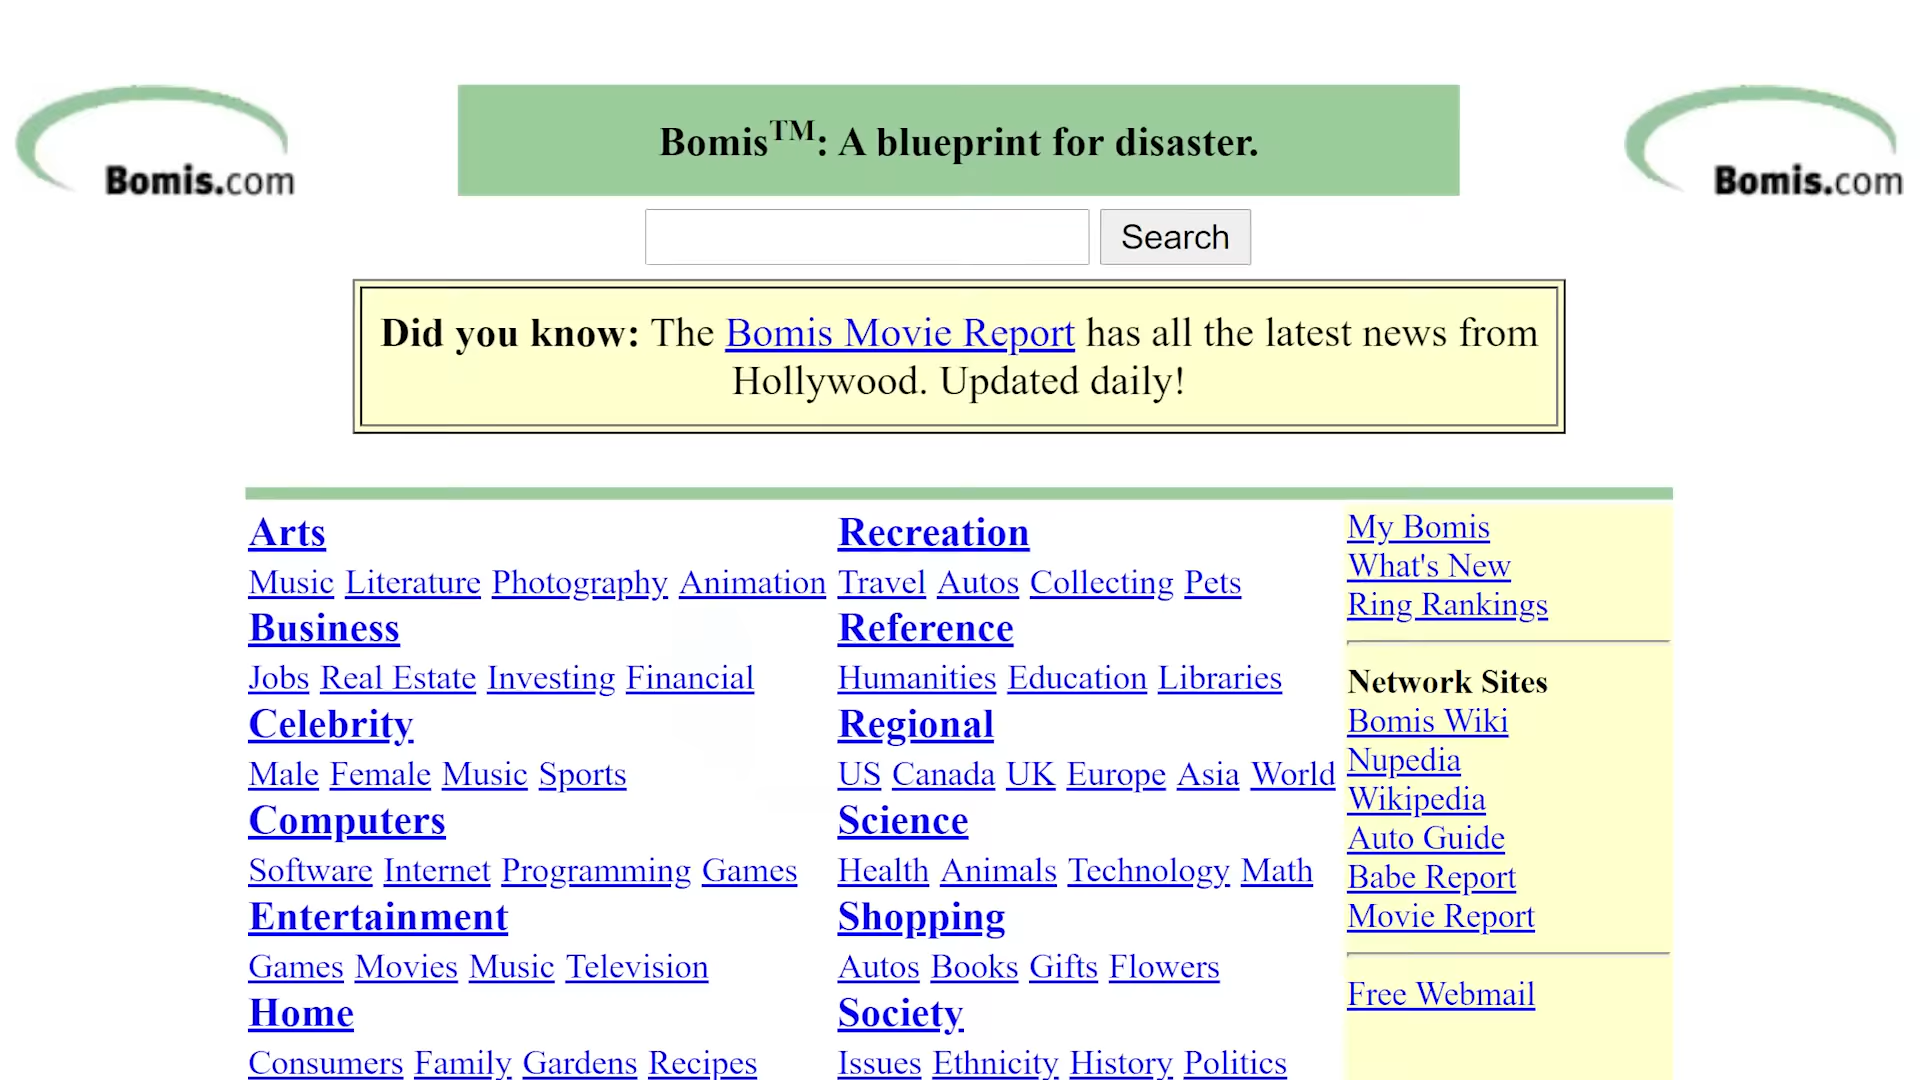 Bomis.com
Bomis™: A blueprint for disaster.
Bomis.com
Search
Did you know: The Bomis Movie Report has all the latest news from
Hollywood. Updated daily!
Arts
Music Literature Photography Animation
Business
Jobs Real Estate Investing Financial
Celebrity
Male Female Music Sports
Computers
Software Internet Programming Games
Entertainment
Games Movies Music Television
Home
Consumers Family Gardens Recipes
Recreation
Travel Autos Collecting Pets
Reference
Humanities Education Libraries
Regional
US Canada UK Europe Asia World
Science
Health Animals Technology Math
Shopping
Autos Books Gifts Flowers
Society
Issues Ethnicity History Politics
My Bomis
What's New
Ring Rankings
Network Sites
Bomis Wiki
Nupedia
Wikipedia
Auto Guide
Babe Report
Movie Report
Free Webmail